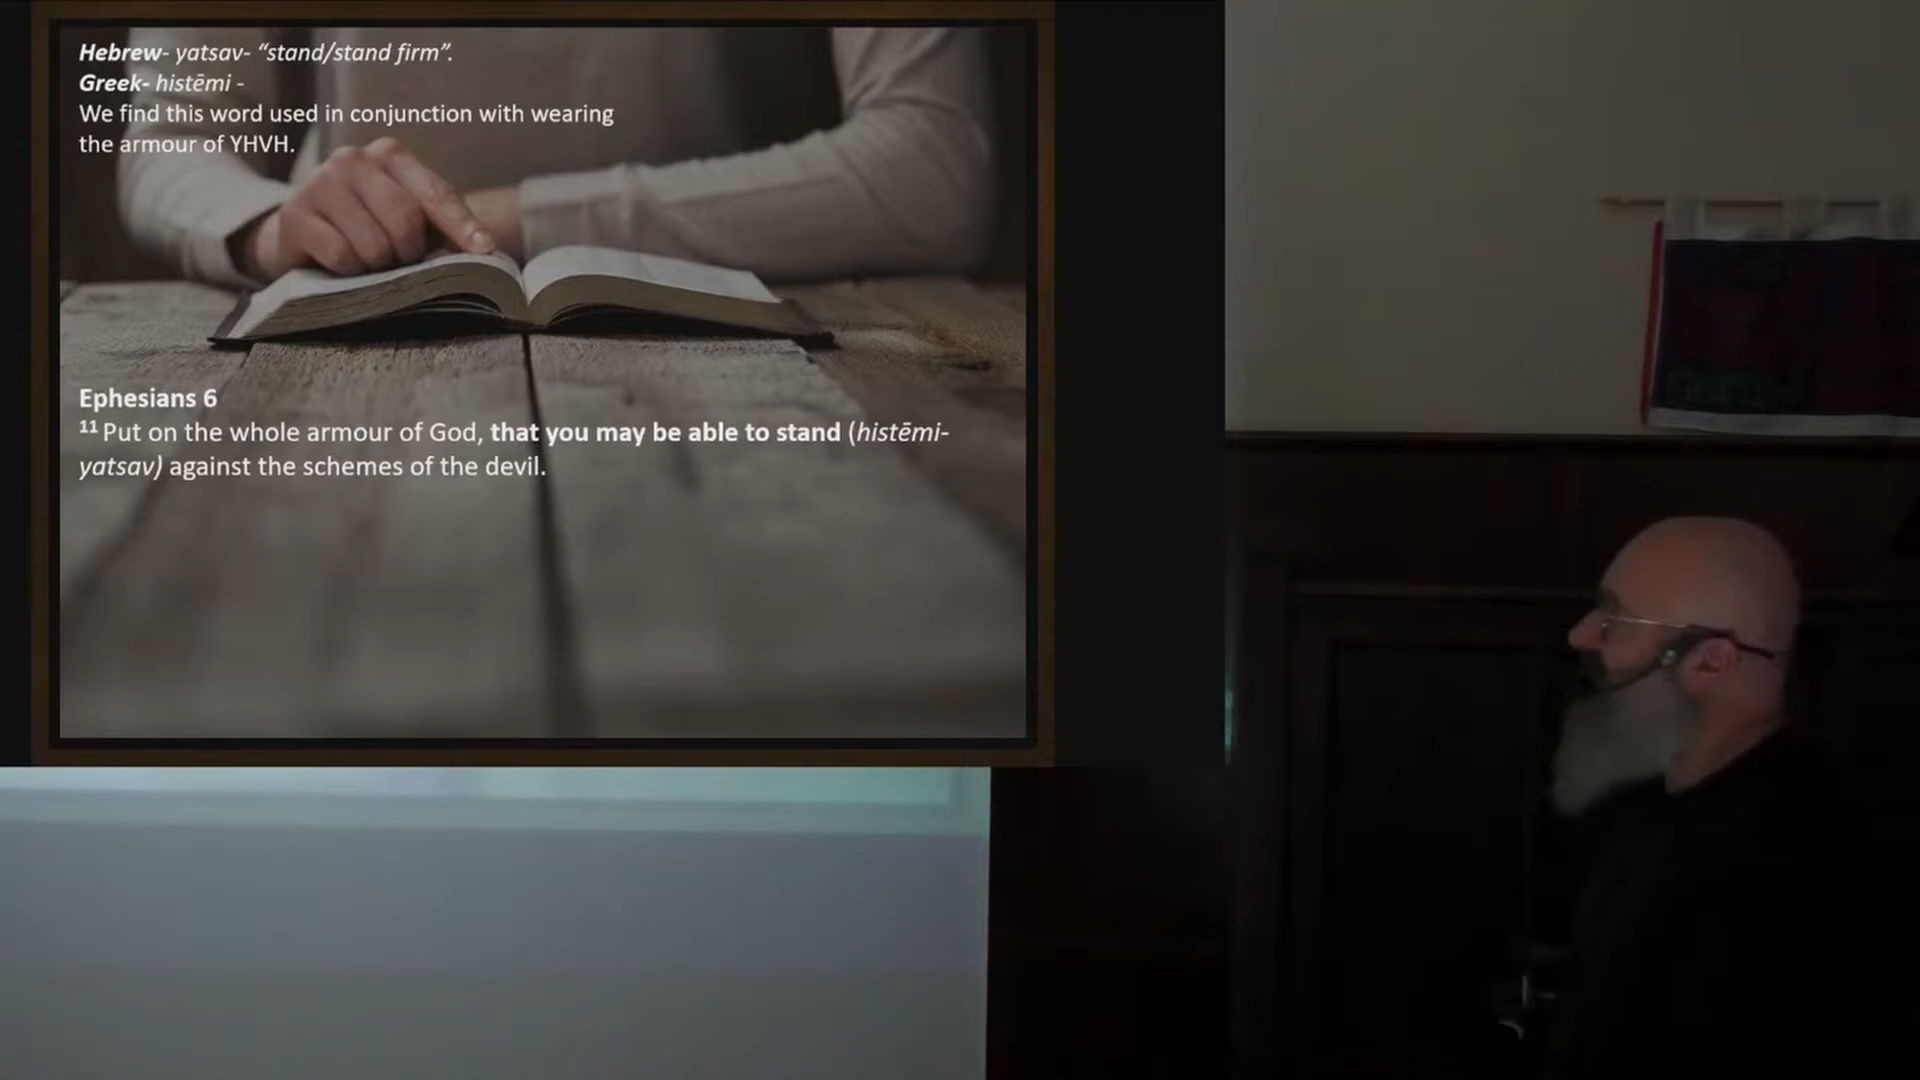 Hebrew- yatsav- “stand/stand firm”.
Greek- histēmi -
We find this word used in conjunction with wearing
the armour of YHVH.
Ephesians 6
11 Put on the whole armour of God, that you may be able to stand (histēmi-
yatsav) against the schemes of the devil.